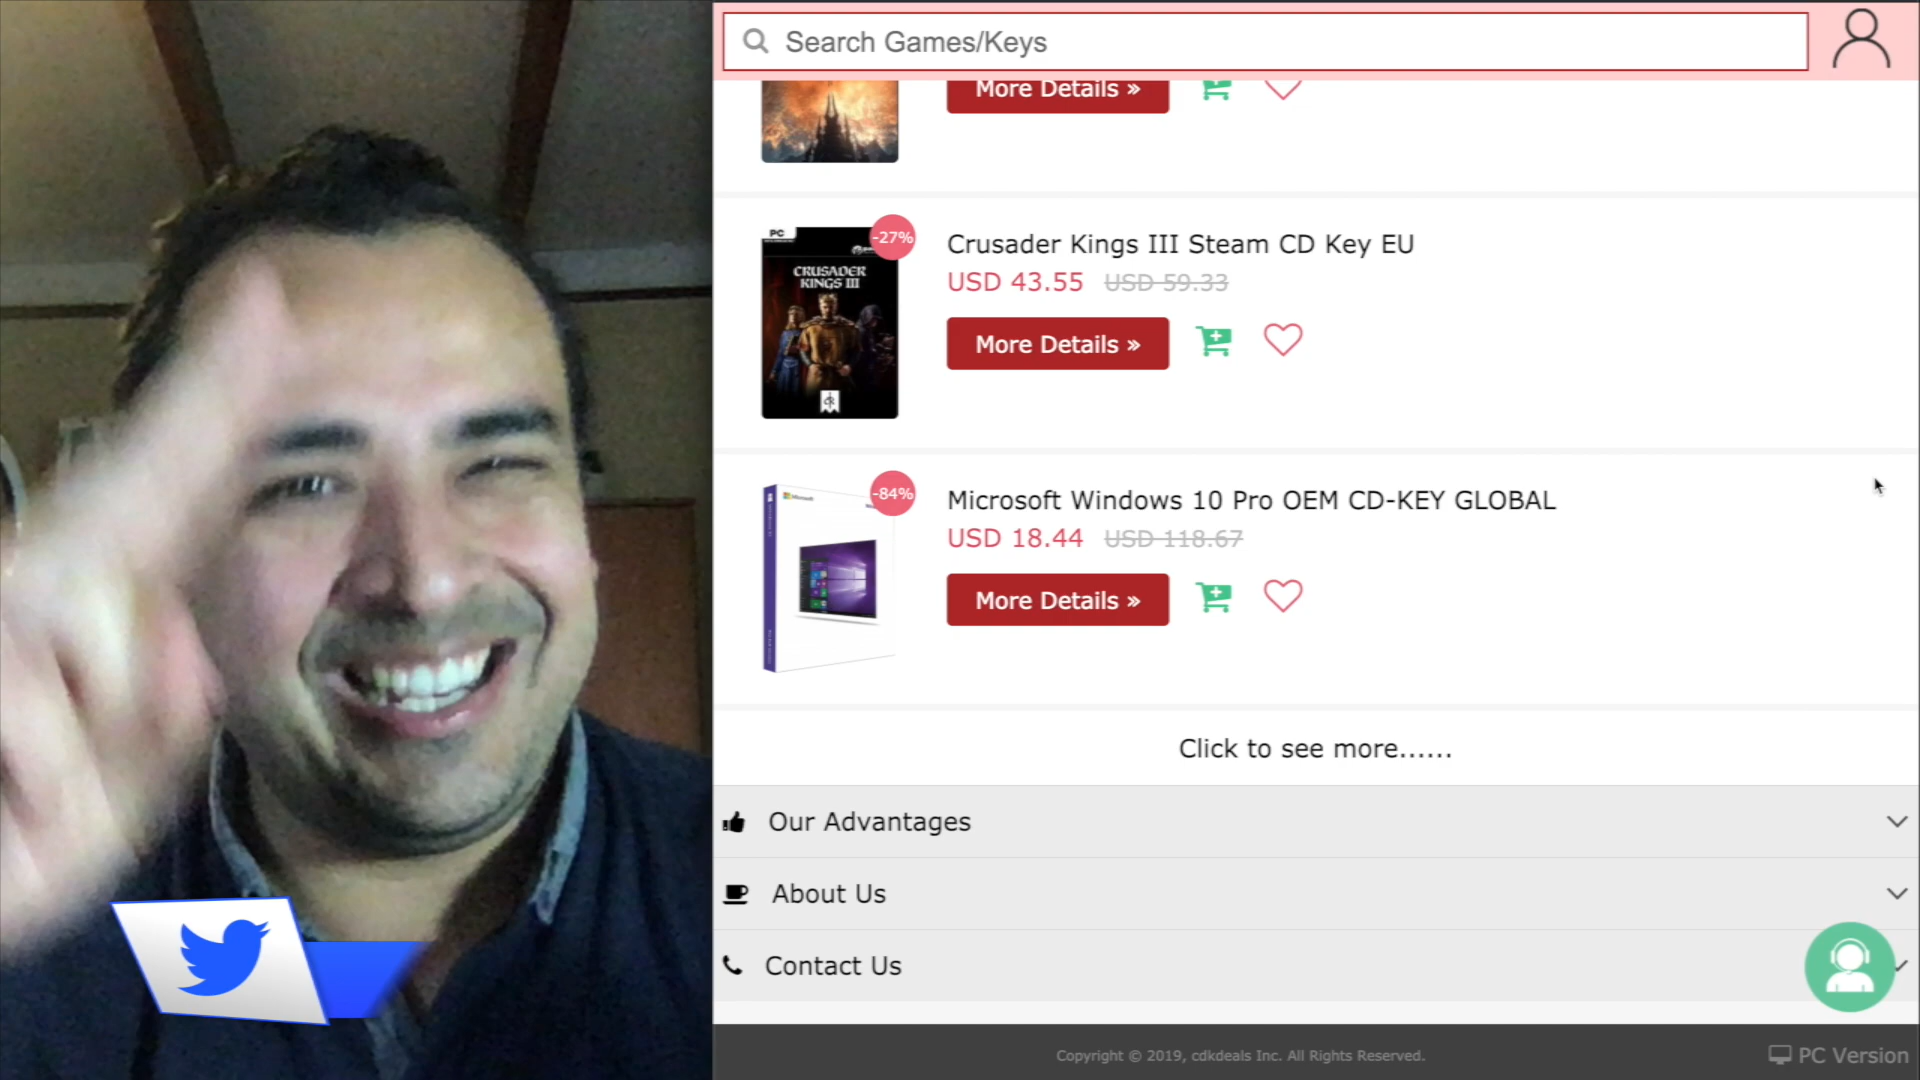 Search Games/Keys
More Details »
PC
-27%
CRUSADER
KINGS III
Crusader Kings III Steam CD Key EU
USD 43.55 USD 59.33
More Details »
-84%
Microsoft
Microsoft Windows 10 Pro OEM CD-KEY GLOBAL
USD 18.44 USD 118.67
More Details »
Click to see more......
Our Advantages
About Us
Contact Us
Copyright © 2019, cdkdeals Inc. All Rights Reserved.
PC Version